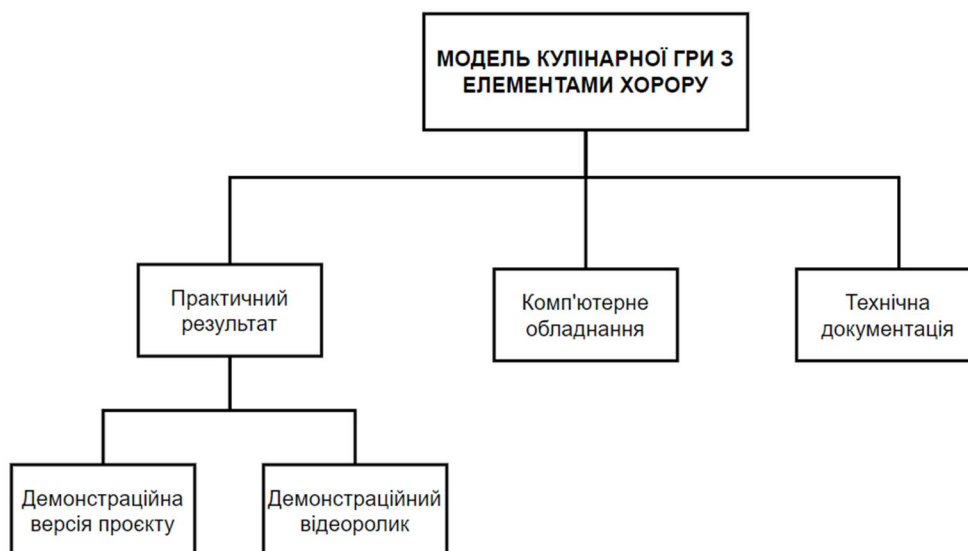 МОДЕЛЬ КУЛІНАРНОЇ ГРИ З
ЕЛЕМЕНТАМИ ХОРОРУ
Практичний
результат
Комп'ютерне
обладнання
Технічна
документація
Демонстраційна
версія проєкту
Демонстраційний
відеоролик